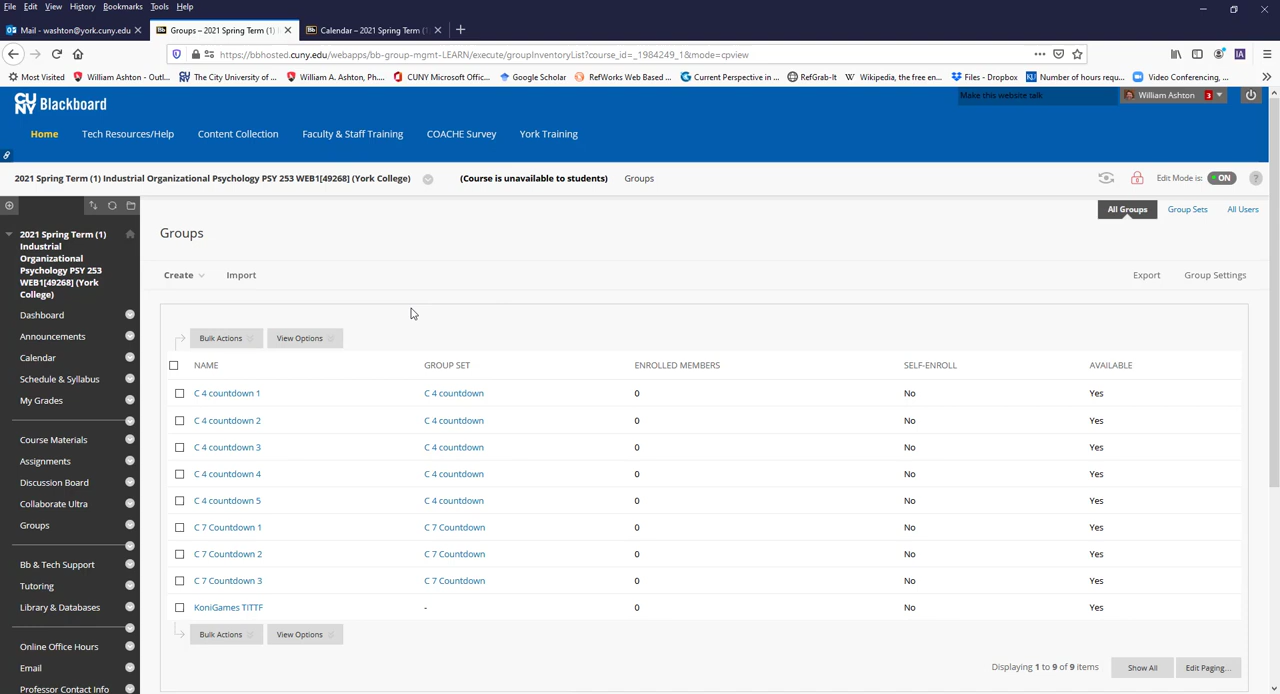 File Edit View History Bookmarks Tools Help
Mail - washton@york.cuny.edu × Groups – 2021 Spring Term (1) I × Calendar – 2021 Spring Term (1 ×
https://bbhosted.cuny.edu/webapps/bb-group-mgmt-LEARN/execute/groupInventoryList?course_id=_1984249_1&mode=cpview
Most Visited William Ashton - Outl... The City University of ... William A. Ashton, Ph.... CUNY Microsoft Office... Google Scholar RefWorks Web Based ... Current Perspective in ... RefGrab-It Wikipedia, the free en... Files - Dropbox Number of hours requ... Video Conferencing, ...
CUNY Blackboard
Make this website talk
William Ashton 3
Home Tech Resources/Help Content Collection Faculty & Staff Training COACHE Survey York Training
2021 Spring Term (1) Industrial Organizational Psychology PSY 253 WEB1[49268] (York College) (Course is unavailable to students) Groups Edit Mode is: ON ?
All Groups Group Sets All Users
2021 Spring Term (1)
Industrial
Organizational
Psychology PSY 253
WEB1[49268] (York
College)
Dashboard
Announcements
Calendar
Schedule & Syllabus
My Grades
Course Materials
Assignments
Discussion Board
Collaborate Ultra
Groups
Bb & Tech Support
Tutoring
Library & Databases
Online Office Hours
Email
Professor Contact Info
Groups
Create Import Export Group Settings
Bulk Actions View Options
NAME GROUP SET ENROLLED MEMBERS SELF-ENROLL AVAILABLE
C 4 countdown 1 C 4 countdown 0 No Yes
C 4 countdown 2 C 4 countdown 0 No Yes
C 4 countdown 3 C 4 countdown 0 No Yes
C 4 countdown 4 C 4 countdown 0 No Yes
C 4 countdown 5 C 4 countdown 0 No Yes
C 7 Countdown 1 C 7 Countdown 0 No Yes
C 7 Countdown 2 C 7 Countdown 0 No Yes
C 7 Countdown 3 C 7 Countdown 0 No Yes
KoniGames TITTF - 0 No Yes
Bulk Actions View Options
Displaying 1 to 9 of 9 items Show All Edit Paging...